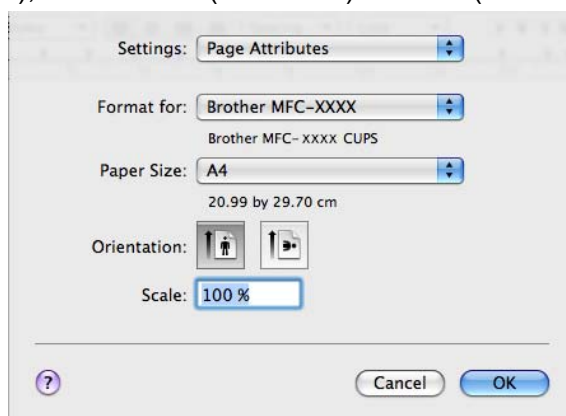 Settings: Page Attributes
Format for: Brother MFC-XXXX
Brother MFC- XXXX CUPS
Paper Size: A4
20.99 by 29.70 cm
Orientation:
Scale: 100 %
? Cancel OK